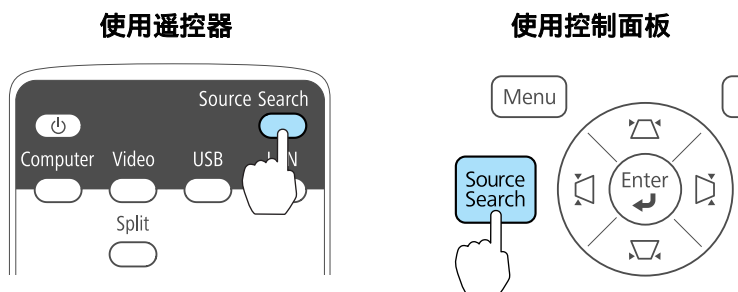 使用遥控器
使用控制面板
Source Search
Computer Video USB
Split
Menu
Source
Search
Enter